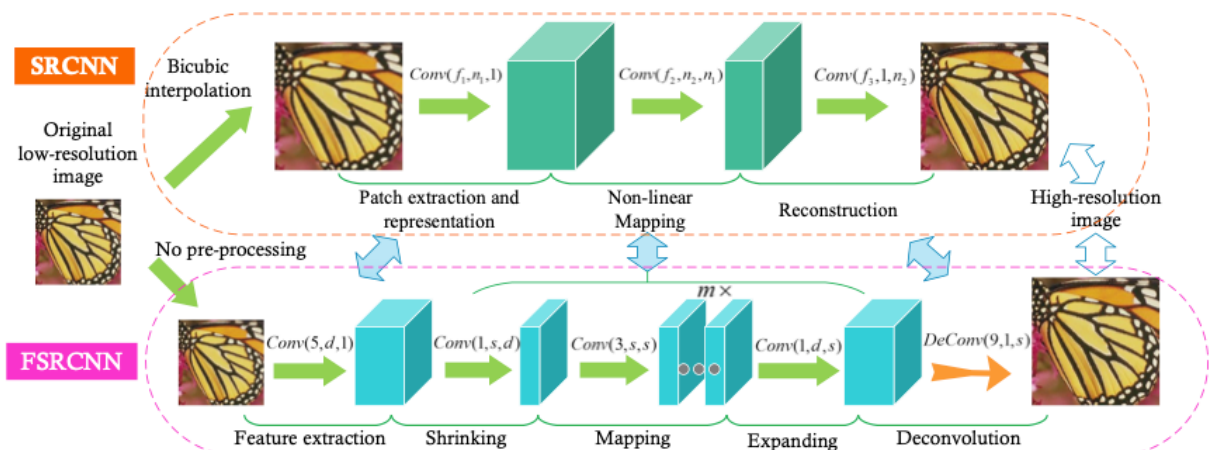 SRCNN
Bicubic
interpolation
Original
low-resolution
image
Conv(f₁,n₁,1)
Conv(f₂,n₂,n₁)
Conv(f₃,1,n₂)
Patch extraction and
representation
Non-linear
Mapping
Reconstruction
High-resolution
image
No pre-processing
FSRCNN
m×
Conv(5,d,1)
Conv(1,s,d)
Conv(3,s,s)
Conv(1,d,s)
DeConv(9,1,s)
Feature extraction
Shrinking
Mapping
Expanding
Deconvolution